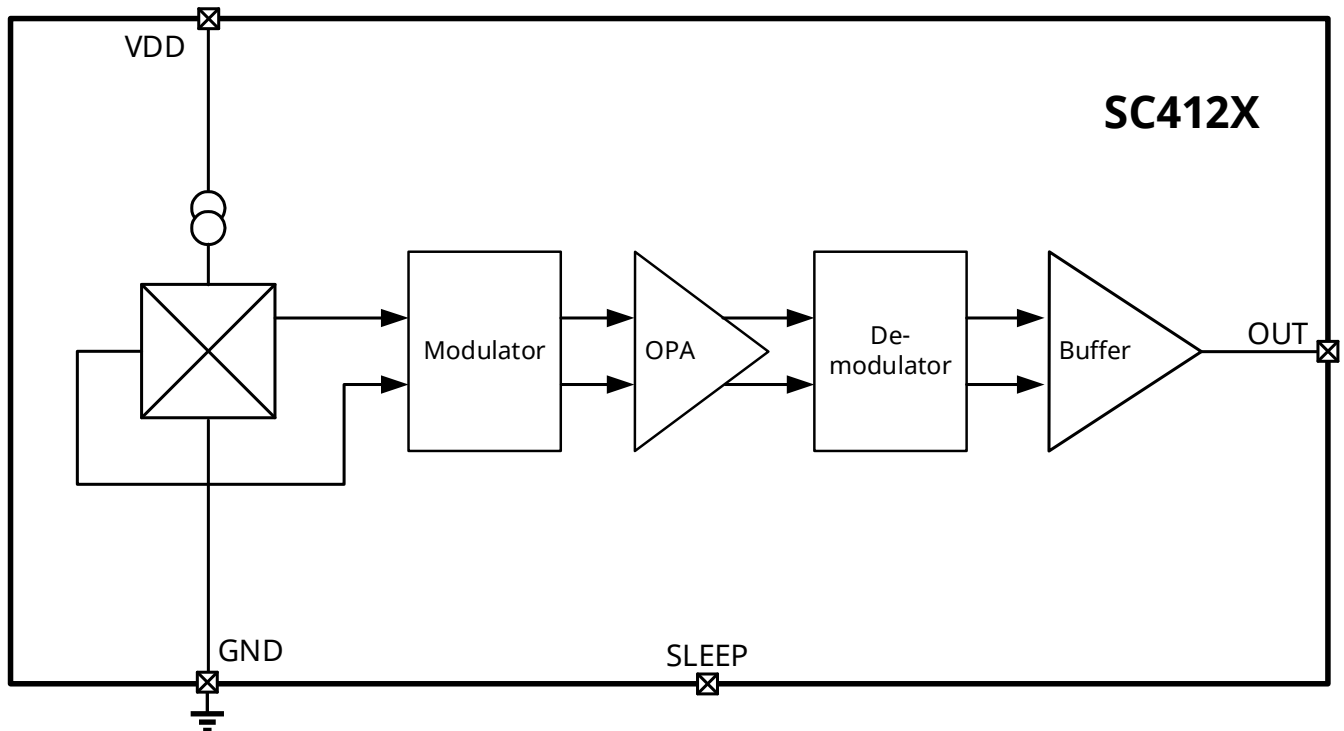 VDD
SC412X
Modulator
OPA
De-
modulator
Buffer
OUT
GND
SLEEP